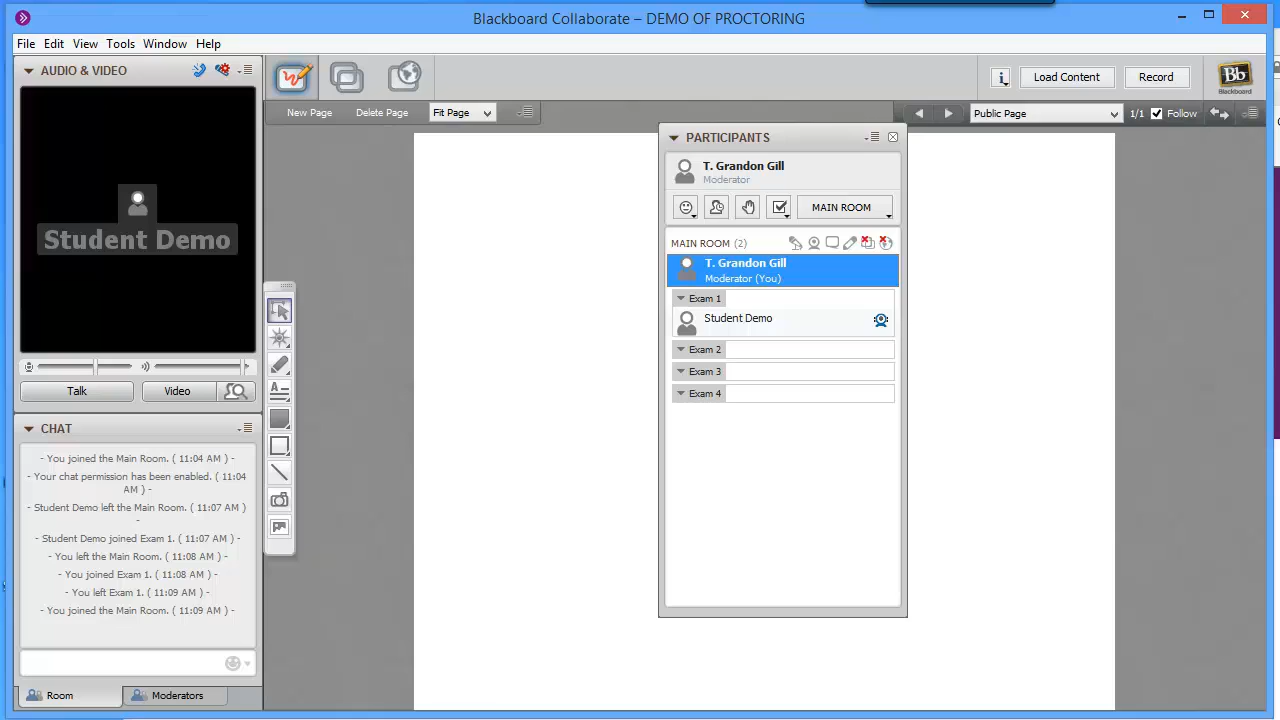 Blackboard Collaborate – DEMO OF PROCTORING
File Edit View Tools Window Help
AUDIO & VIDEO
Student Demo
Talk
Video
CHAT
- You joined the Main Room. ( 11:04 AM ) -
- Your chat permission has been enabled. ( 11:04
AM ) -
- Student Demo left the Main Room. ( 11:07 AM )
-
- Student Demo joined Exam 1. ( 11:07 AM ) -
- You left the Main Room. ( 11:08 AM ) -
- You joined Exam 1. ( 11:08 AM ) -
- You left Exam 1. ( 11:09 AM ) -
- You joined the Main Room. ( 11:09 AM ) -
Room
Moderators
Load Content
Record
Bb
Blackboard
New Page Delete Page Fit Page
Public Page 1/1 Follow
PARTICIPANTS
T. Grandon Gill
Moderator
MAIN ROOM
MAIN ROOM (2)
T. Grandon Gill
Moderator (You)
Exam 1
Student Demo
Exam 2
Exam 3
Exam 4